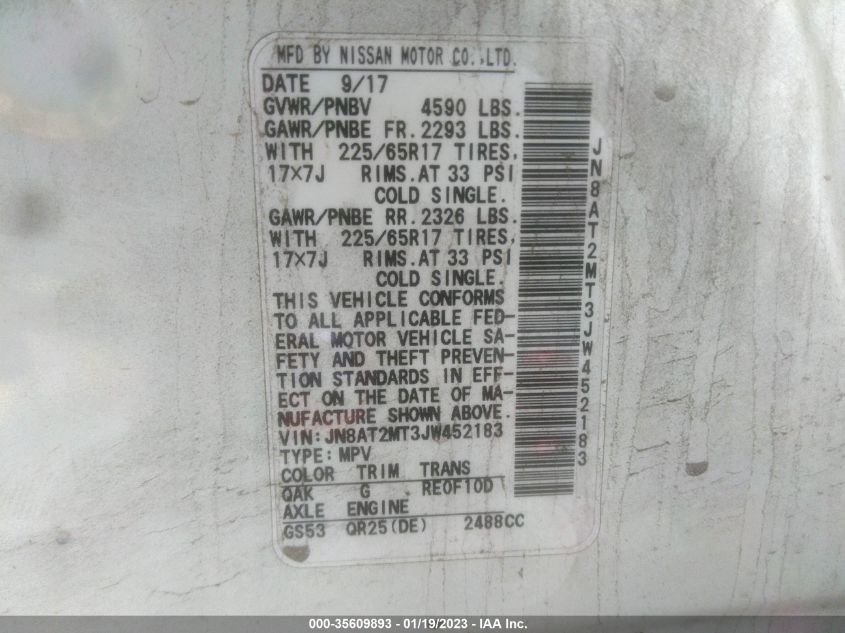 MFD BY NISSAN MOTOR CO.,LTD.
DATE 9/17
GVWR/PNBV 4590 LBS.
GAWR/PNBE FR. 2293 LBS.
WITH 225/65R17 TIRES,
17×7J RIMS.AT 33 PSI
COLD SINGLE.
GAWR/PNBE RR. 2326 LBS.
WITH 225/65R17 TIRES,
17×7J RIMS.AT 33 PSI
COLD SINGLE.
THIS VEHICLE CONFORMS
TO ALL APPLICABLE FED-
ERAL MOTOR VEHICLE SA-
FETY AND THEFT PREVEN-
TION STANDARDS IN EFF-
ECT ON THE DATE OF MA-
NUFACTURE SHOWN ABOVE.
VIN:JN8AT2MT3JW452183
TYPE:MPV
COLOR TRIM TRANS
QAK G RE0F10D
AXLE ENGINE
GS53 QR25(DE) 2488CC
JN8AT2MT3JW452183
000-35609893 - 01/19/2023 - IAA Inc.